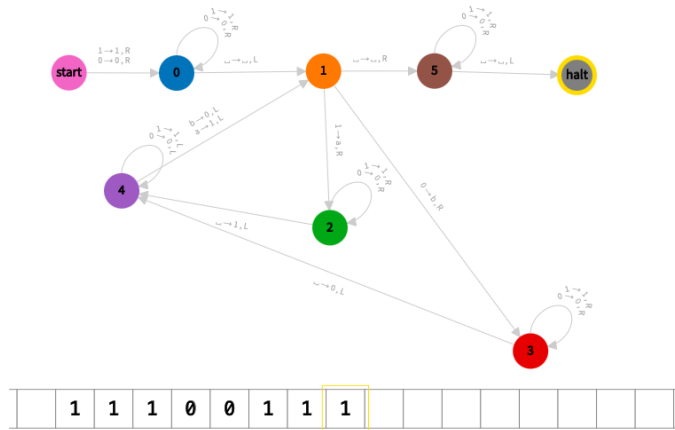 1→1,R
0→0,R
1→1,R
0→0,R
start
0
␣→␣,L
1
␣→␣,R
5
1→1,R
0→0,R
␣→␣,L
halt
1→1,L
0→0,L
b→0,L
a→1,L
1→a,R
0→b,R
4
1→1,R
0→0,R
␣→1,L
2
␣→0,L
1→1,R
0→0,R
3
1 1 1 0 0 1 1 1